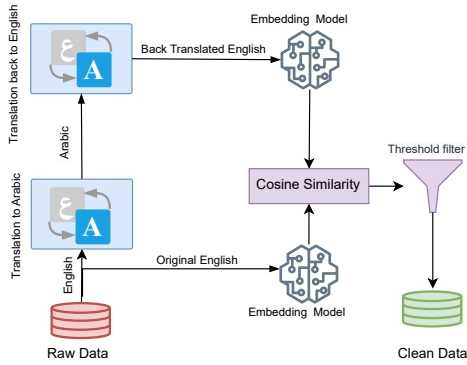 Embedding Model
Translation back to English
ع
A
Back Translated English
Arabic
Threshold filter
Cosine Similarity
Translation to Arabic
ع
A
English
Original English
Embedding Model
Raw Data
Clean Data